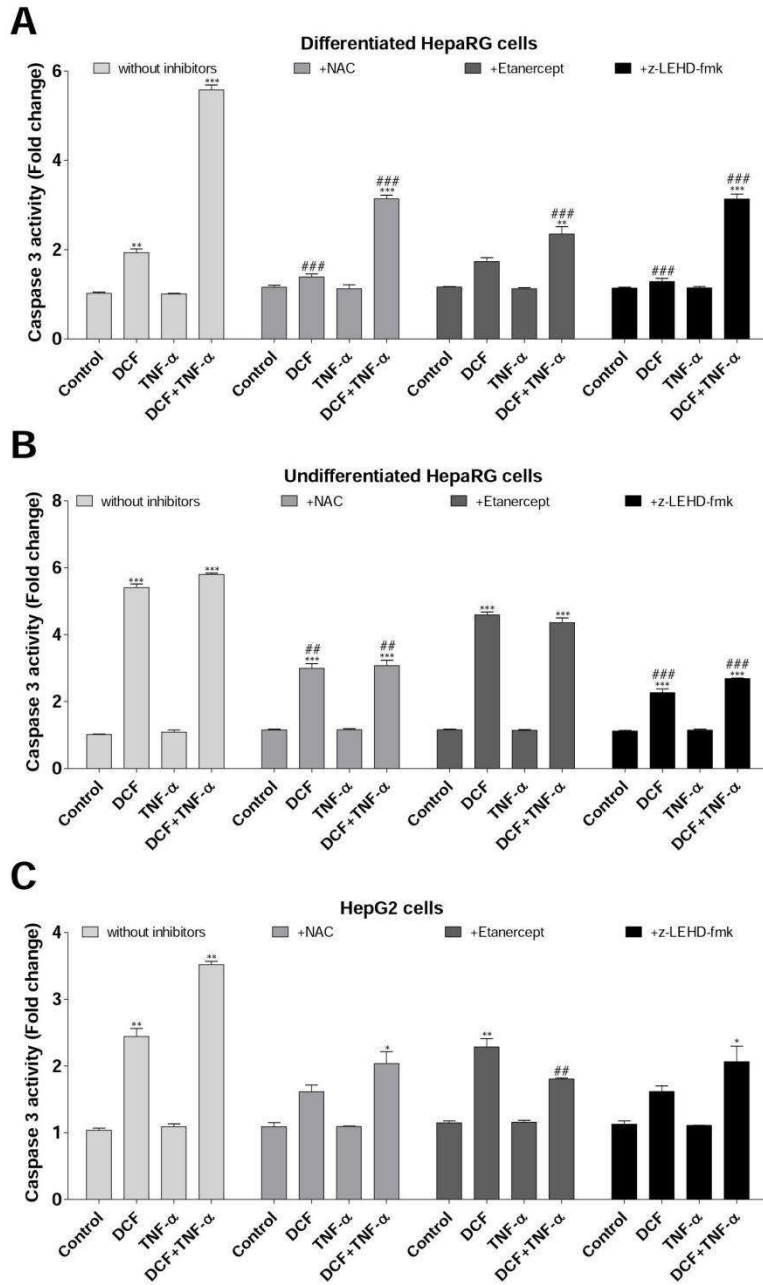 A
Differentiated HepaRG cells
without inhibitors +NAC +Etanercept +z-LEHD-fmk
Caspase 3 activity (Fold change)
6
4
2
0
** *** ### ### *** ### ** ### ### ***
Control DCF TNF-α DCF+TNF-α Control DCF TNF-α DCF+TNF-α Control DCF TNF-α DCF+TNF-α Control DCF TNF-α DCF+TNF-α
B
Undifferentiated HepaRG cells
without inhibitors +NAC +Etanercept +z-LEHD-fmk
Caspase 3 activity (Fold change)
8
6
4
2
0
*** *** ## *** ## *** *** *** ### *** ### ***
Control DCF TNF-α DCF+TNF-α Control DCF TNF-α DCF+TNF-α Control DCF TNF-α DCF+TNF-α Control DCF TNF-α DCF+TNF-α
C
HepG2 cells
without inhibitors +NAC +Etanercept +z-LEHD-fmk
Caspase 3 activity (Fold change)
4
3
2
1
0
** ** * ** ## *
Control DCF TNF-α DCF+TNF-α Control DCF TNF-α DCF+TNF-α Control DCF TNF-α DCF+TNF-α Control DCF TNF-α DCF+TNF-α